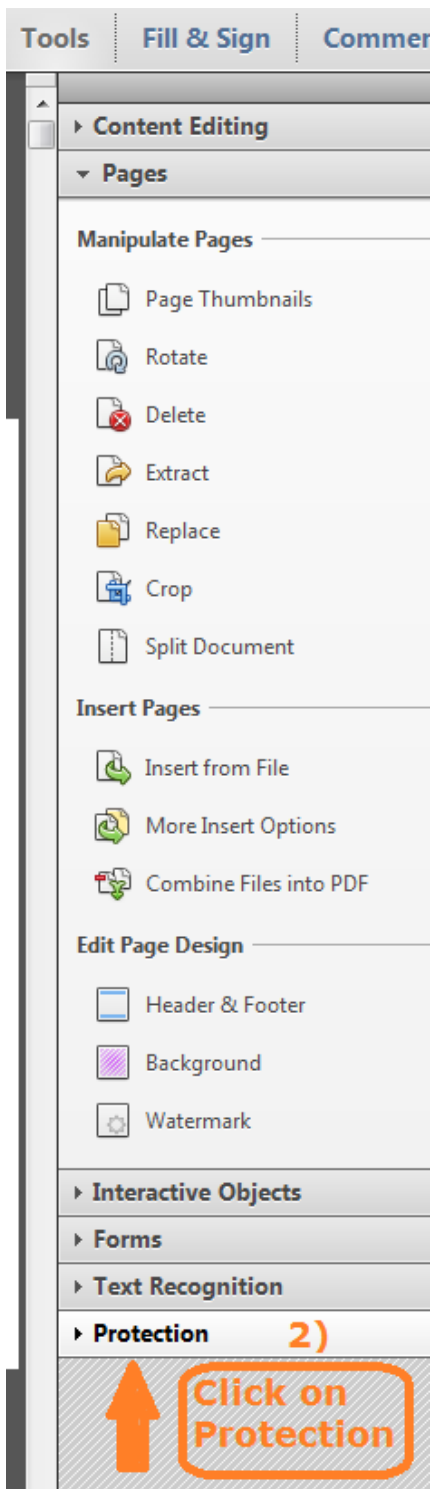 Tools Fill & Sign Commer
Content Editing
Pages
Manipulate Pages
Page Thumbnails
Rotate
Delete
Extract
Replace
Crop
Split Document
Insert Pages
Insert from File
More Insert Options
Combine Files into PDF
Edit Page Design
Header & Footer
Background
Watermark
Interactive Objects
Forms
Text Recognition
Protection 2)
Click on
Protection